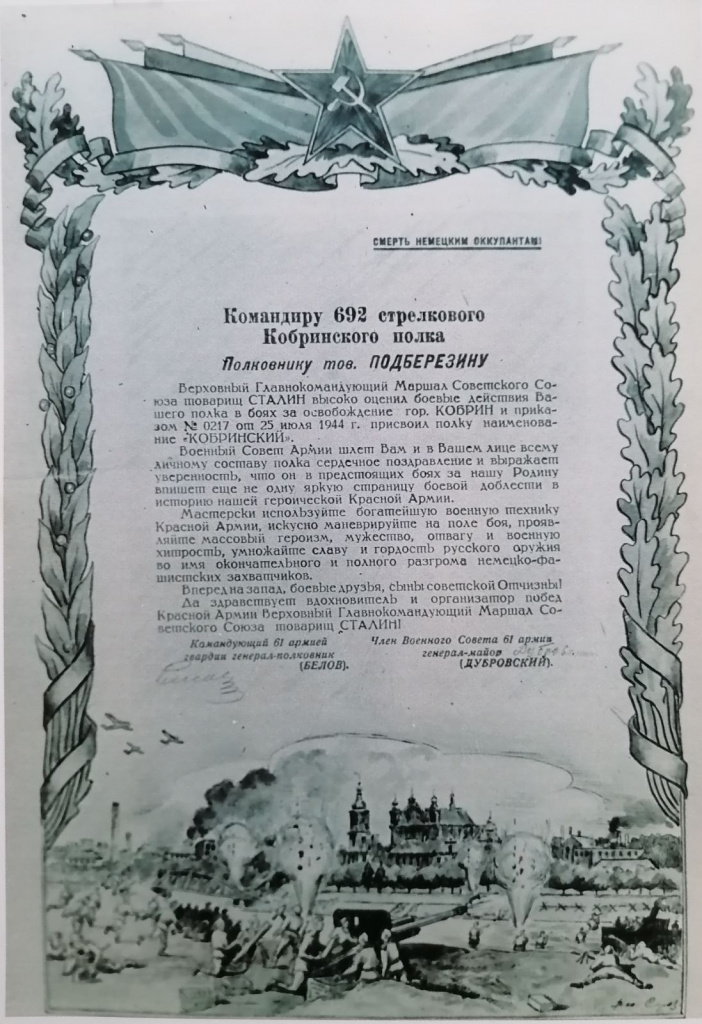 СМЕРТЬ НЕМЕЦКИМ ОККУПАНТАМ!
Командиру 692 стрелкового
Кобринского полка
Полковнику тов. ПОДБЕРЕЗИНУ
Верховный Главнокомандующий Маршал Советского Со-
юза товарищ СТАЛИН высоко оценил боевые действия Ва-
шего полка в боях за освобождение гор. КОБРИН и прика-
зом № 0217 от 25 июля 1944 г. присвоил полку наименова-
ние «КОБРИНСКИЙ».
Военный Совет Армии шлет Вам и в Вашем лице всему
личному составу полка сердечное поздравление и выражает
уверенность, что он в предстоящих боях за нашу Родину
впишет еще не одну яркую страницу боевой доблести в
историю нашей героической Красной Армии.
Мастерски используйте богатейшую военную технику
Красной Армии, искусно маневрируйте на поле боя, прояв-
ляйте массовый героизм, мужество, отвагу и военную
хитрость, умножайте славу и гордость русского оружия
во имя окончательного и полного разгрома немецко-фа-
шистских захватчиков.
Вперед на запад, боевые друзья, сыны советской Отчизны!
Да здравствует вдохновитель и организатор побед
Красной Армии Верховный Главнокомандующий Маршал Со-
ветского Союза товарищ СТАЛИН!
Командующий 61 армией Член Военного Совета 61 армии
гвардии генерал-полковник генерал-майор
(БЕЛОВ). (ДУБРОВСКИЙ).